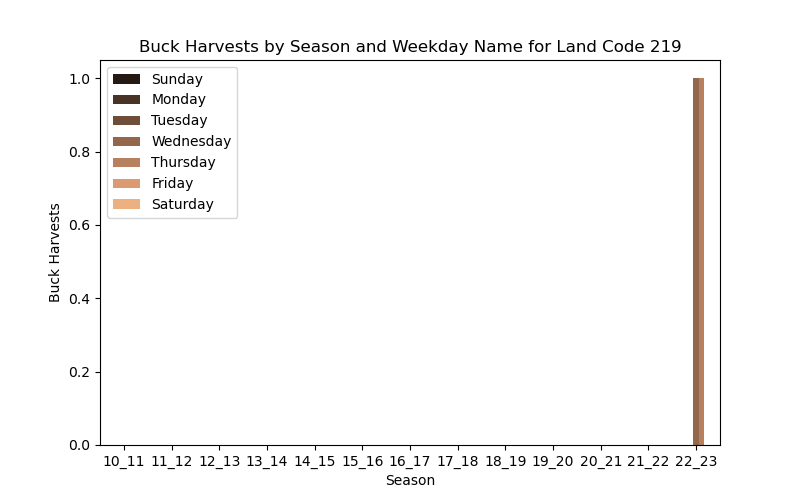 Buck Harvests by Season and Weekday Name for Land Code 219
Sunday
Monday
Tuesday
Wednesday
Thursday
Friday
Saturday
Buck Harvests
1.0
0.8
0.6
0.4
0.2
0.0
10_11 11_12 12_13 13_14 14_15 15_16 16_17 17_18 18_19 19_20 20_21 21_22 22_23
Season